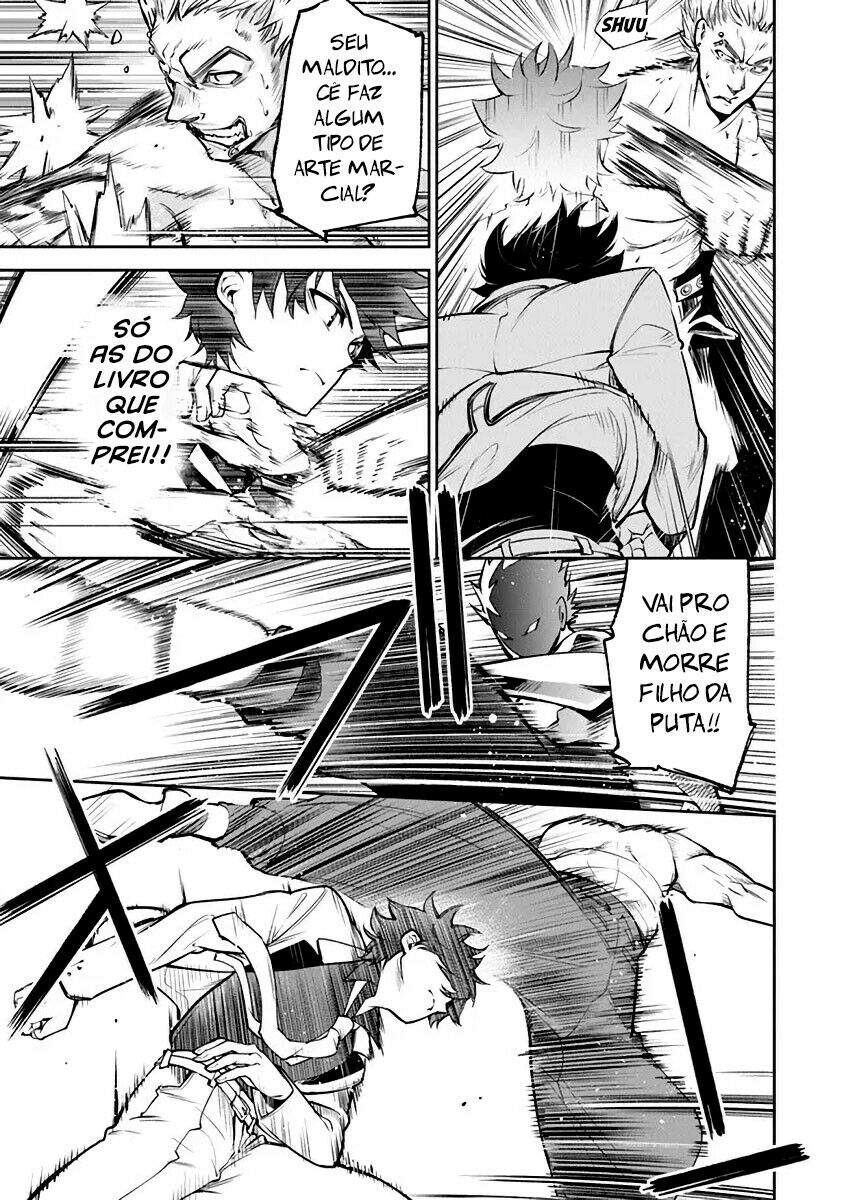 SHUU
SEU
MALDITO...
CÊ FAZ
ALGUM
TIPO DE
ARTE MAR-
CIAL?
SÓ
AS DO
LIVRO
QUE
COM-
PREI!!
VAI PRO
CHÃO E
MORRE
FILHO DA
PUTA!!